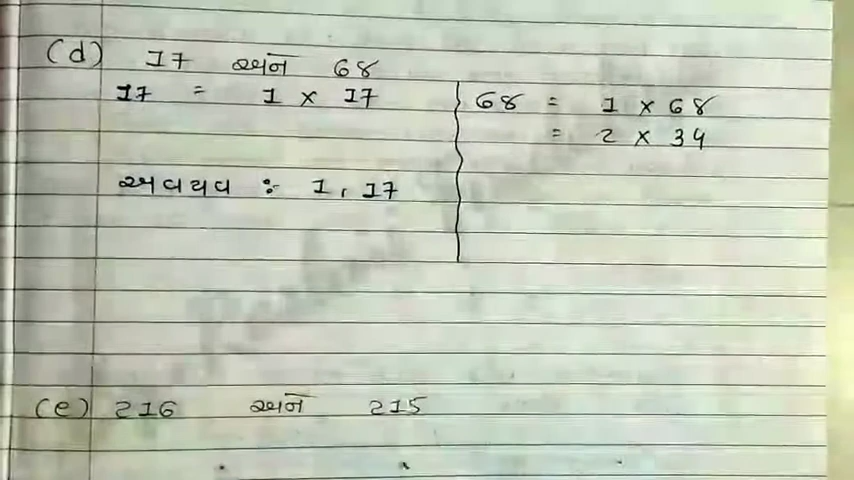 (d) 17 અને 68
17 = 1 × 17
અવયવ :- 1, 17
68 = 1 × 68
= 2 × 34
(e) 216 અને 215